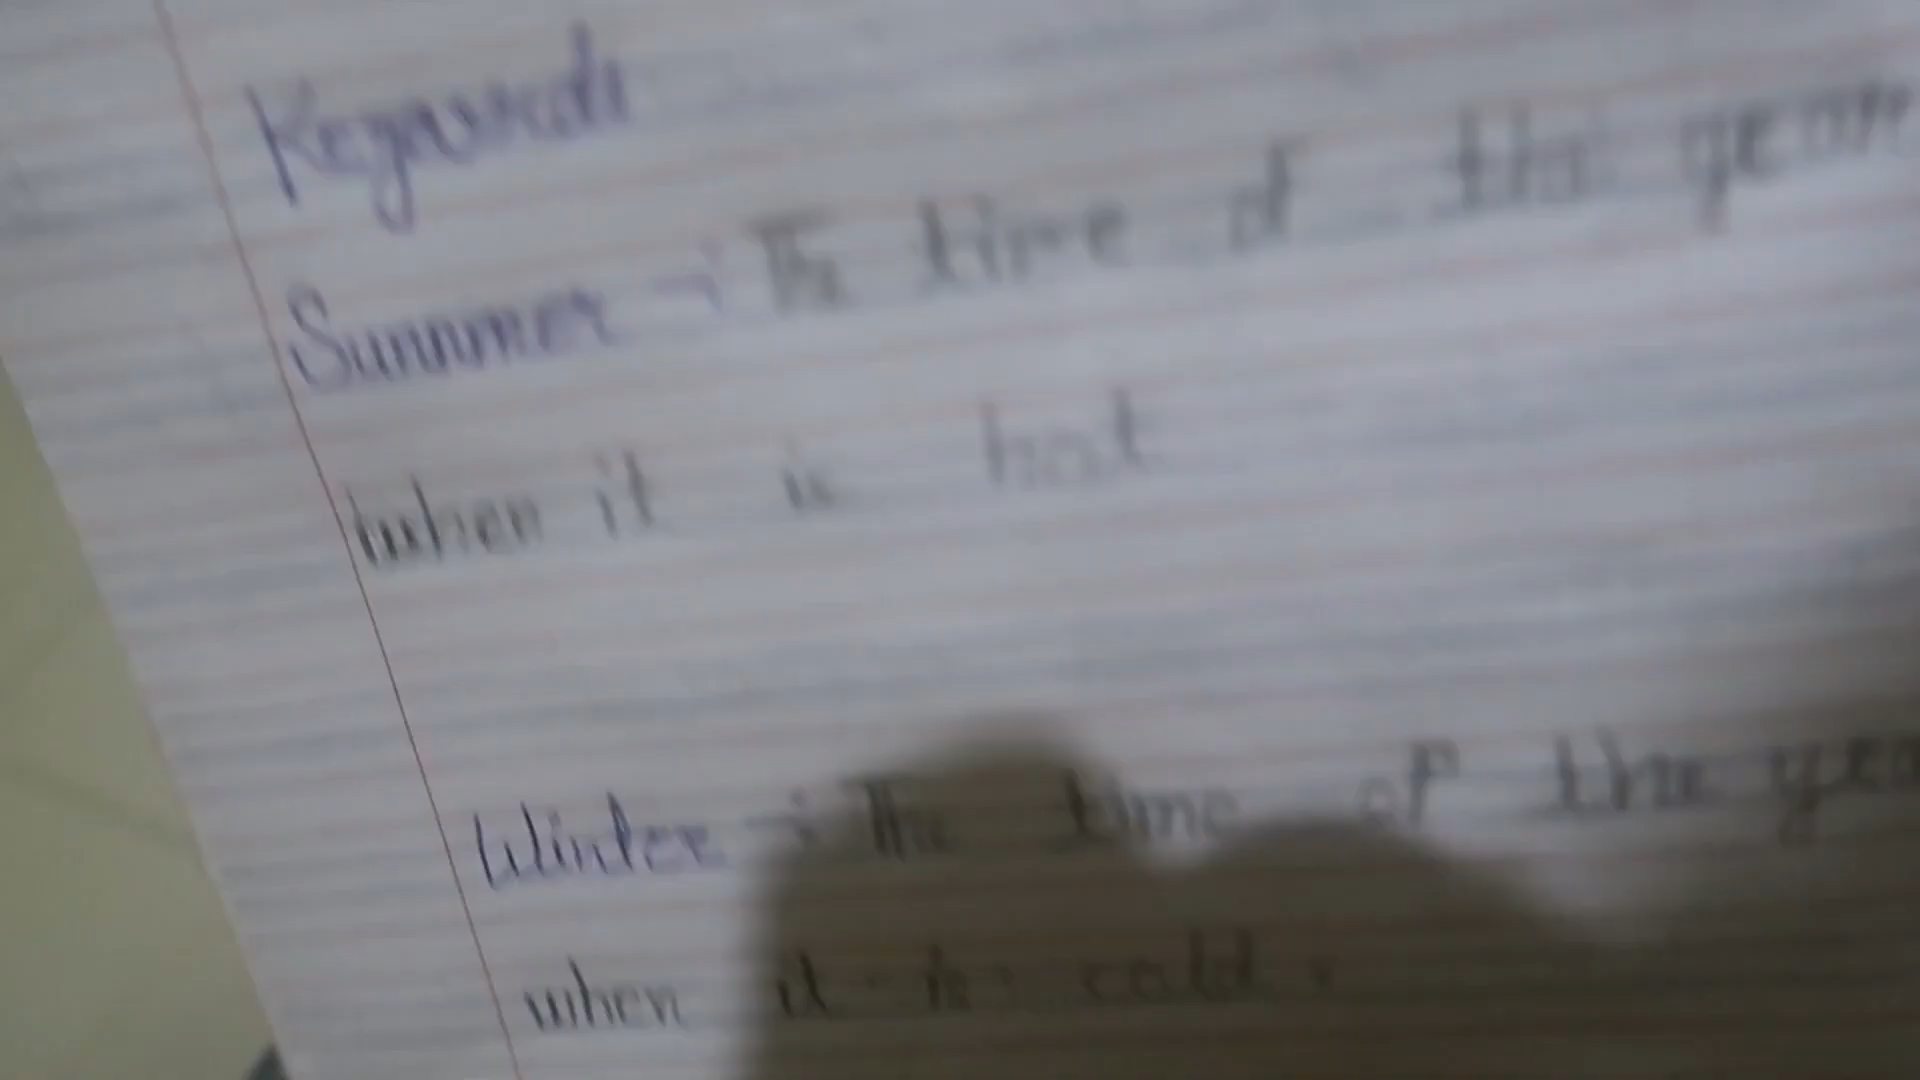 Keywords
Summer → The time of the year
when it is hot
Winter → The time of the yea
when it is cold.